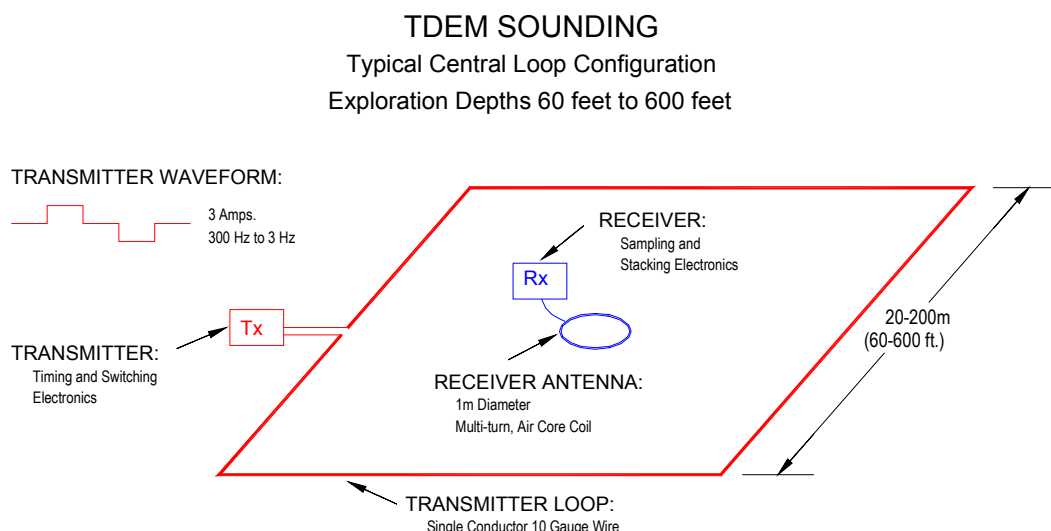 TDEM SOUNDING
Typical Central Loop Configuration
Exploration Depths 60 feet to 600 feet
TRANSMITTER WAVEFORM:
3 Amps.
300 Hz to 3 Hz
RECEIVER:
Sampling and
Stacking Electronics
Rx
Tx
20-200m
(60-600 ft.)
TRANSMITTER:
Timing and Switching
Electronics
RECEIVER ANTENNA:
1m Diameter
Multi-turn, Air Core Coil
TRANSMITTER LOOP:
Single Conductor 10 Gauge Wire